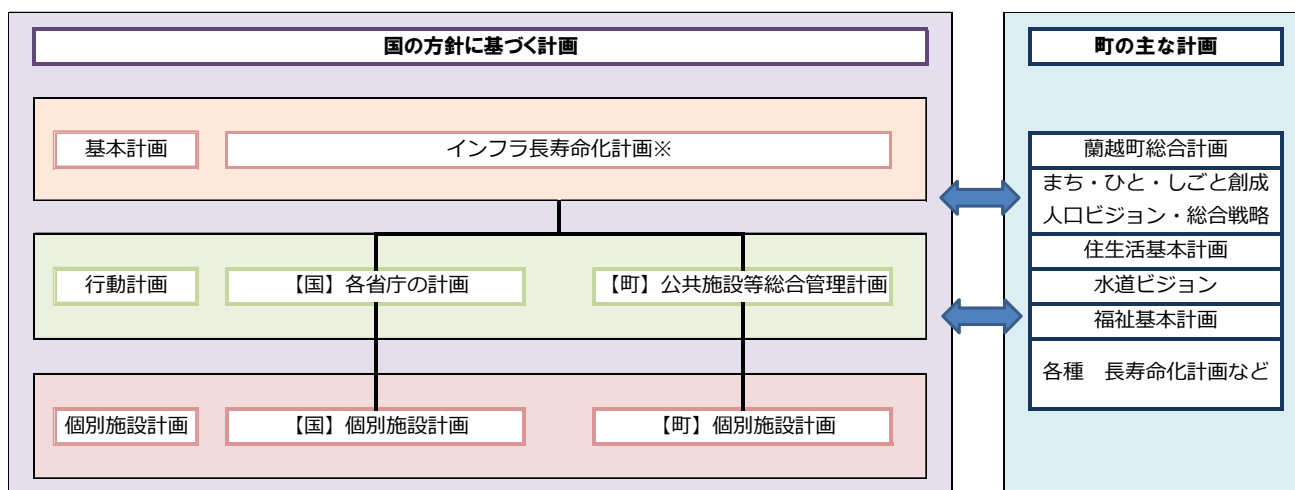 国の方針に基づく計画
基本計画
インフラ長寿命化計画※
行動計画
【国】各省庁の計画
【町】公共施設等総合管理計画
個別施設計画
【国】個別施設計画
【町】個別施設計画
町の主な計画
蘭越町総合計画
まち・ひと・しごと創成
人口ビジョン・総合戦略
住生活基本計画
水道ビジョン
福祉基本計画
各種　長寿命化計画など